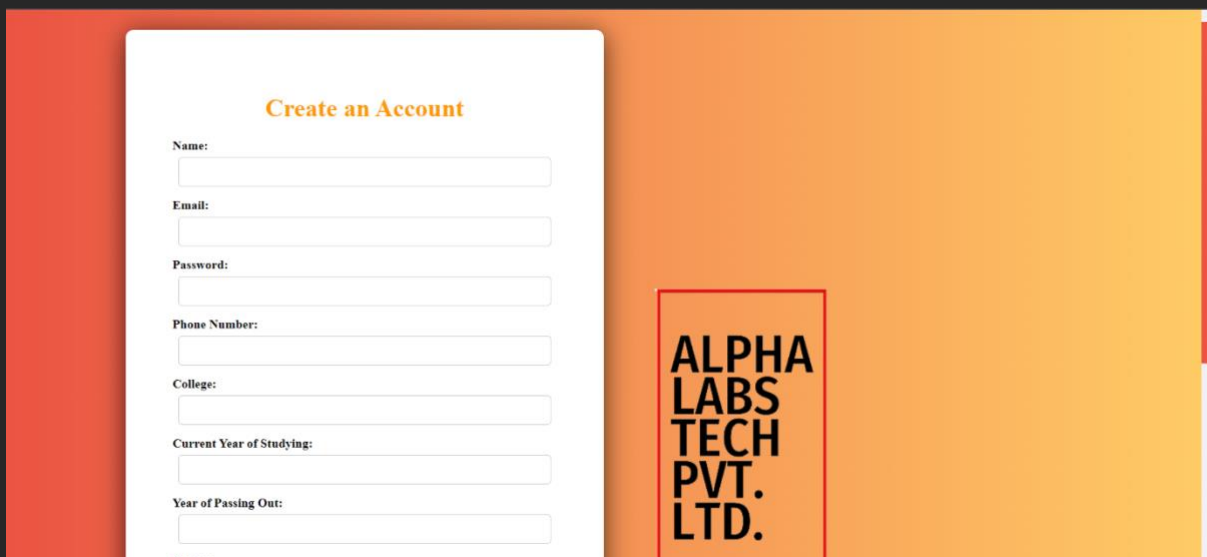 Create an Account
Name:
Email:
Password:
Phone Number:
College:
Current Year of Studying:
Year of Passing Out:
ALPHA
LABS
TECH
PVT.
LTD.